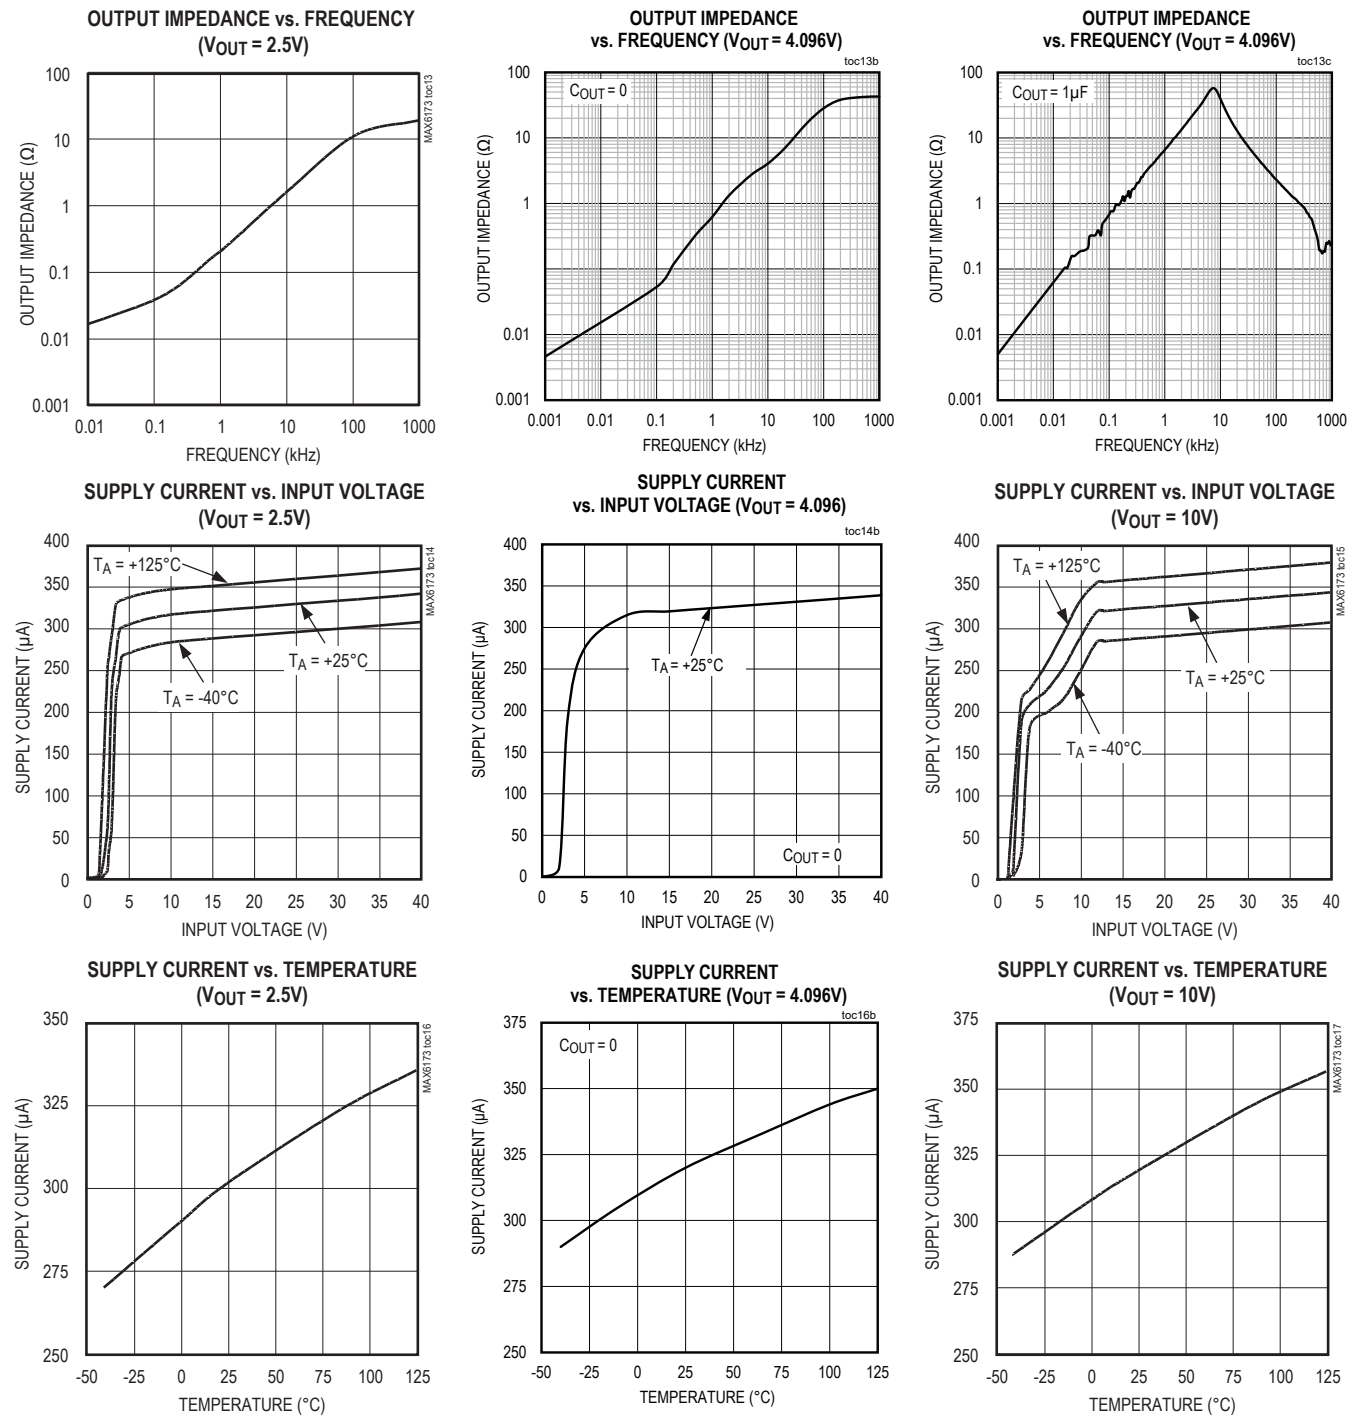 OUTPUT IMPEDANCE vs. FREQUENCY
(VOUT = 2.5V)
MAX6173 toc13
OUTPUT IMPEDANCE (Ω)
100
10
1
0.1
0.01
0.001
0.01 0.1 1 10 100 1000
FREQUENCY (kHz)
OUTPUT IMPEDANCE
vs. FREQUENCY (VOUT = 4.096V)
toc13b
COUT = 0
OUTPUT IMPEDANCE (Ω)
100
10
1
0.1
0.01
0.001
0.001 0.01 0.1 1 10 100 1000
FREQUENCY (kHz)
OUTPUT IMPEDANCE
vs. FREQUENCY (VOUT = 4.096V)
toc13c
COUT = 1µF
OUTPUT IMPEDANCE (Ω)
100
10
1
0.1
0.01
0.001
0.001 0.01 0.1 1 10 100 1000
FREQUENCY (kHz)
SUPPLY CURRENT vs. INPUT VOLTAGE
(VOUT = 2.5V)
MAX6173 toc14
TA = +125°C
TA = +25°C
TA = -40°C
SUPPLY CURRENT (µA)
400
350
300
250
200
150
100
50
0
0 5 10 15 20 25 30 35 40
INPUT VOLTAGE (V)
SUPPLY CURRENT
vs. INPUT VOLTAGE (VOUT = 4.096)
toc14b
TA = +25°C
COUT = 0
SUPPLY CURRENT (µA)
400
350
300
250
200
150
100
50
0
0 5 10 15 20 25 30 35 40
INPUT VOLTAGE (V)
SUPPLY CURRENT vs. INPUT VOLTAGE
(VOUT = 10V)
MAX6173 toc15
TA = +125°C
TA = +25°C
TA = -40°C
SUPPLY CURRENT (µA)
400
350
300
250
200
150
100
50
0
0 5 10 15 20 25 30 35 40
INPUT VOLTAGE (V)
SUPPLY CURRENT vs. TEMPERATURE
(VOUT = 2.5V)
MAX6173 toc16
SUPPLY CURRENT (µA)
350
325
300
275
250
-50 -25 0 25 50 75 100 125
TEMPERATURE (°C)
SUPPLY CURRENT
vs. TEMPERATURE (VOUT = 4.096V)
toc16b
COUT = 0
SUPPLY CURRENT (µA)
375
350
325
300
275
250
-50 -25 0 25 50 75 100 125
TEMPERATURE (°C)
SUPPLY CURRENT vs. TEMPERATURE
(VOUT = 10V)
MAX6173 toc17
SUPPLY CURRENT (µA)
375
350
325
300
275
250
-50 -25 0 25 50 75 100 125
TEMPERATURE (°C)